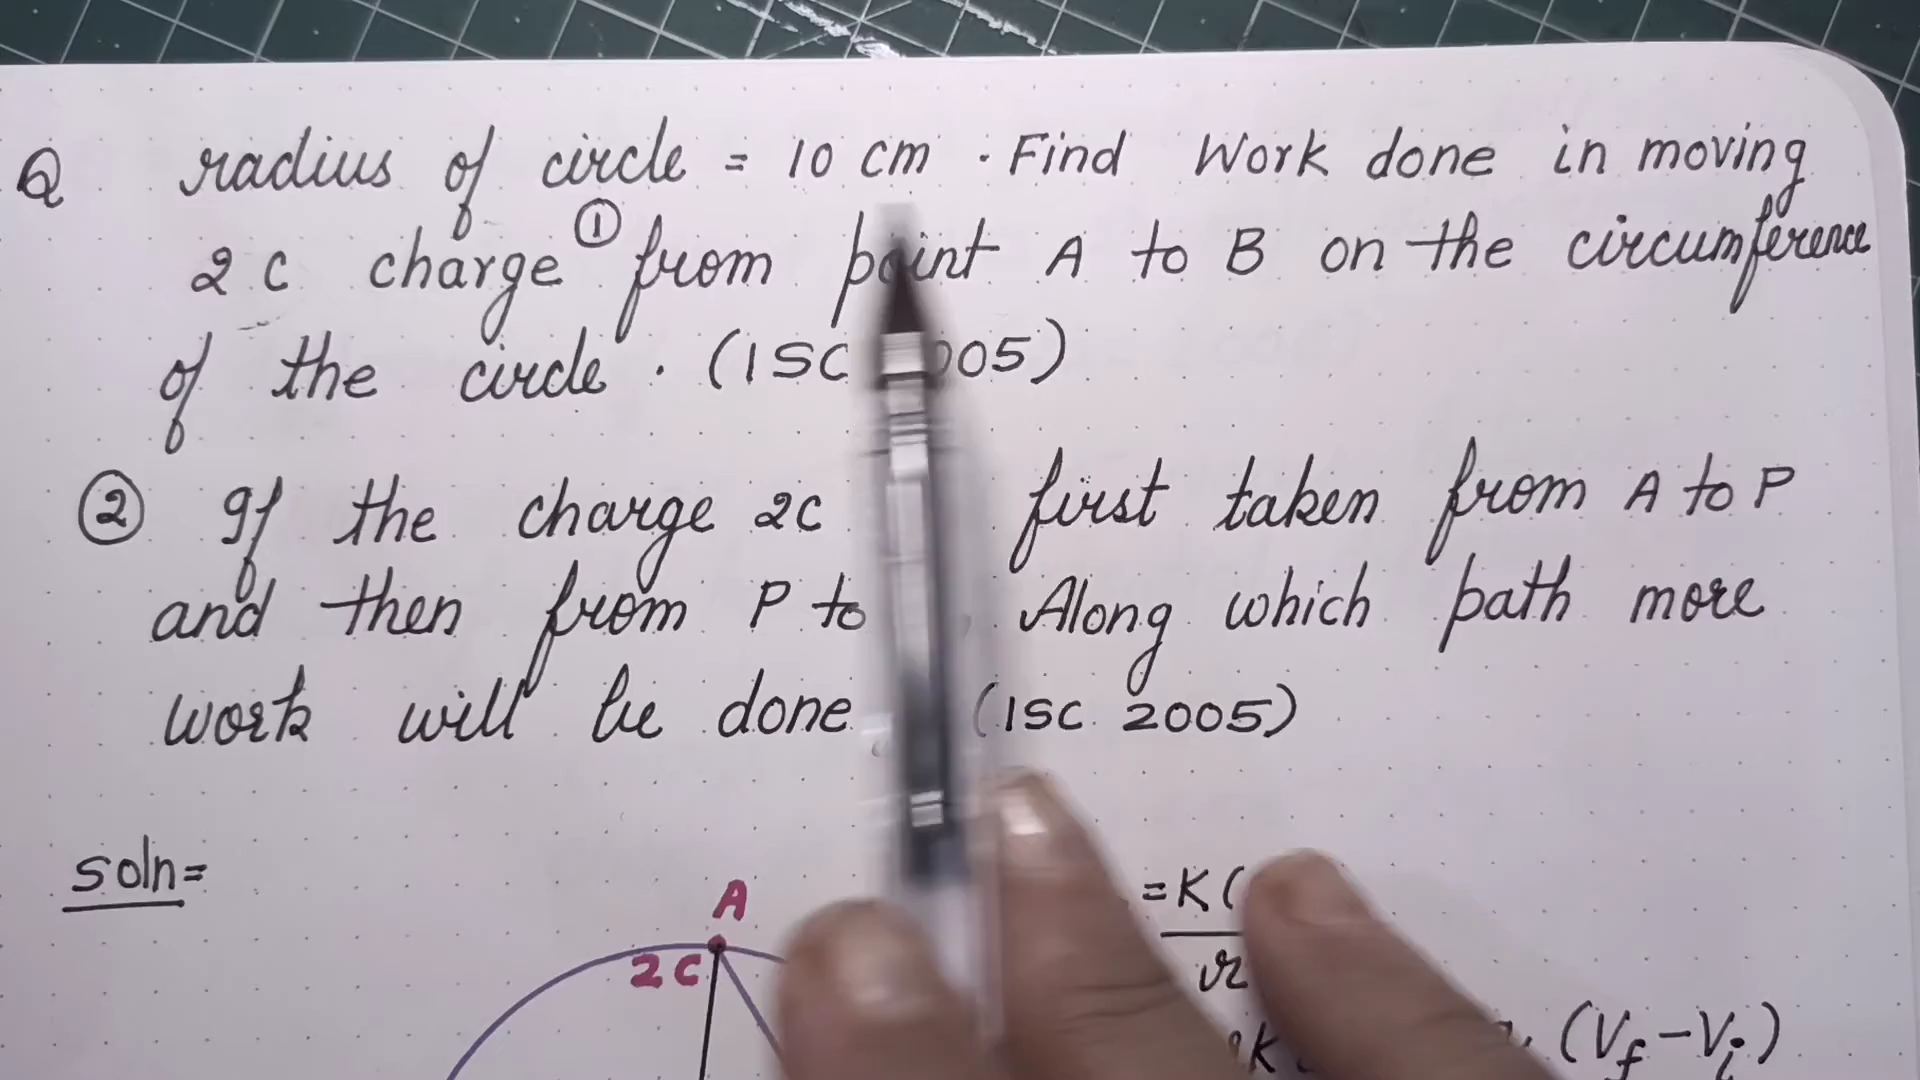 Q radius of circle = 10 cm . Find Work done in moving
2 C charge ① from point A to B on the circumference
of the circle . (ISC 2005)
② If the charge 2C first taken from A to P
and then from P to Along which path more
work will be done (ISC 2005)
soln=
A
2C
=K(
r
K (Vf-Vi)